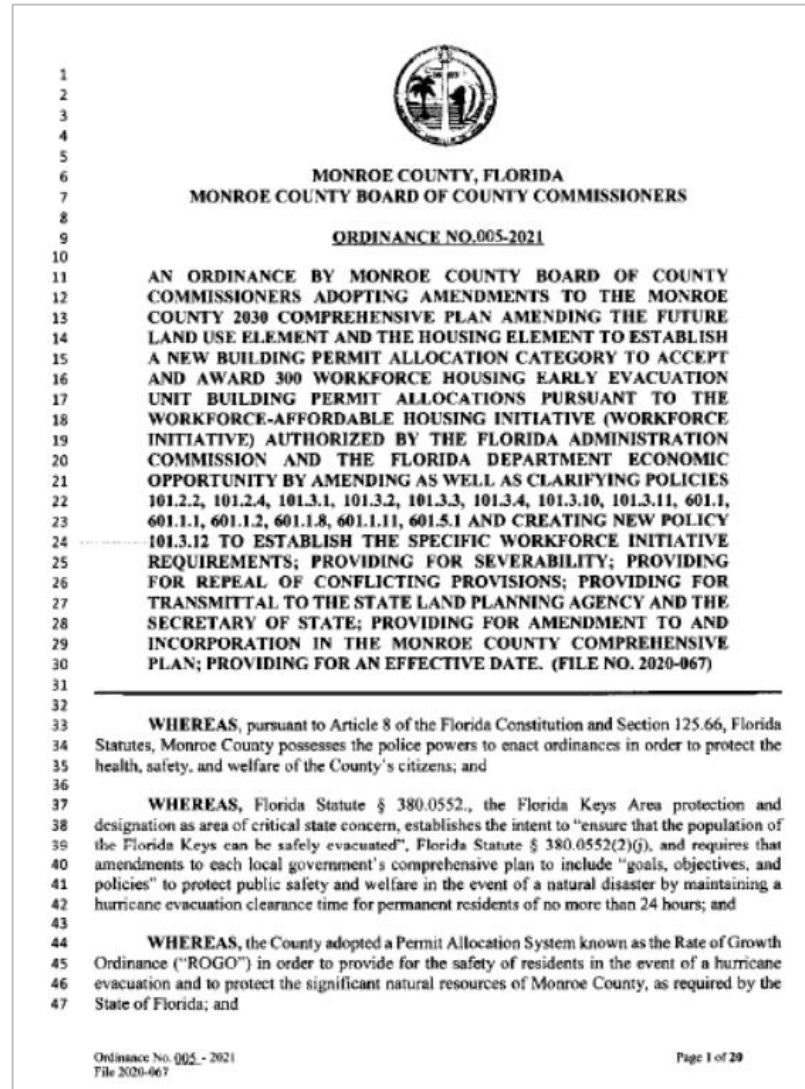 1
2
3
4
5
6 MONROE COUNTY, FLORIDA
7 MONROE COUNTY BOARD OF COUNTY COMMISSIONERS
8
9 ORDINANCE NO.005-2021
10
11 AN ORDINANCE BY MONROE COUNTY BOARD OF COUNTY
12 COMMISSIONERS ADOPTING AMENDMENTS TO THE MONROE
13 COUNTY 2030 COMPREHENSIVE PLAN AMENDING THE FUTURE
14 LAND USE ELEMENT AND THE HOUSING ELEMENT TO ESTABLISH
15 A NEW BUILDING PERMIT ALLOCATION CATEGORY TO ACCEPT
16 AND AWARD 300 WORKFORCE HOUSING EARLY EVACUATION
17 UNIT BUILDING PERMIT ALLOCATIONS PURSUANT TO THE
18 WORKFORCE-AFFORDABLE HOUSING INITIATIVE (WORKFORCE
19 INITIATIVE) AUTHORIZED BY THE FLORIDA ADMINISTRATION
20 COMMISSION AND THE FLORIDA DEPARTMENT ECONOMIC
21 OPPORTUNITY BY AMENDING AS WELL AS CLARIFYING POLICIES
22 101.2.2, 101.2.4, 101.3.1, 101.3.2, 101.3.3, 101.3.4, 101.3.10, 101.3.11, 601.1,
23 601.1.1, 601.1.2, 601.1.8, 601.1.11, 601.5.1 AND CREATING NEW POLICY
24 101.3.12 TO ESTABLISH THE SPECIFIC WORKFORCE INITIATIVE
25 REQUIREMENTS; PROVIDING FOR SEVERABILITY; PROVIDING
26 FOR REPEAL OF CONFLICTING PROVISIONS; PROVIDING FOR
27 TRANSMITTAL TO THE STATE LAND PLANNING AGENCY AND THE
28 SECRETARY OF STATE; PROVIDING FOR AMENDMENT TO AND
29 INCORPORATION IN THE MONROE COUNTY COMPREHENSIVE
30 PLAN; PROVIDING FOR AN EFFECTIVE DATE. (FILE NO. 2020-067)
31
32
33 WHEREAS, pursuant to Article 8 of the Florida Constitution and Section 125.66, Florida
34 Statutes, Monroe County possesses the police powers to enact ordinances in order to protect the
35 health, safety, and welfare of the County's citizens; and
36
37 WHEREAS, Florida Statute § 380.0552., the Florida Keys Area protection and
38 designation as area of critical state concern, establishes the intent to "ensure that the population of
39 the Florida Keys can be safely evacuated", Florida Statute § 380.0552(2)(j), and requires that
40 amendments to each local government's comprehensive plan to include "goals, objectives, and
41 policies" to protect public safety and welfare in the event of a natural disaster by maintaining a
42 hurricane evacuation clearance time for permanent residents of no more than 24 hours; and
43
44 WHEREAS, the County adopted a Permit Allocation System known as the Rate of Growth
45 Ordinance ("ROGO") in order to provide for the safety of residents in the event of a hurricane
46 evacuation and to protect the significant natural resources of Monroe County, as required by the
47 State of Florida; and
Ordinance No. 005 - 2021 Page 1 of 20
File 2020-067